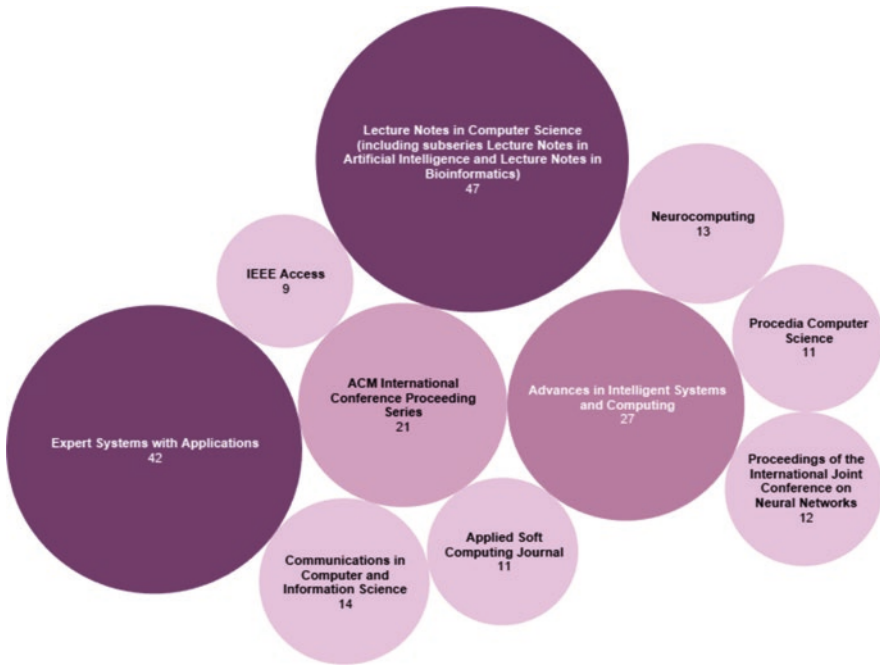 Lecture Notes in Computer Science
(including subseries Lecture Notes in
Artificial Intelligence and Lecture Notes in
Bioinformatics)
47
Neurocomputing
13
IEEE Access
9
Procedia Computer
Science
11
ACM International
Conference Proceeding
Series
21
Advances in Intelligent Systems
and Computing
27
Expert Systems with Applications
42
Proceedings of the
International Joint
Conference on
Neural Networks
12
Applied Soft
Computing Journal
11
Communications in
Computer and
Information Science
14